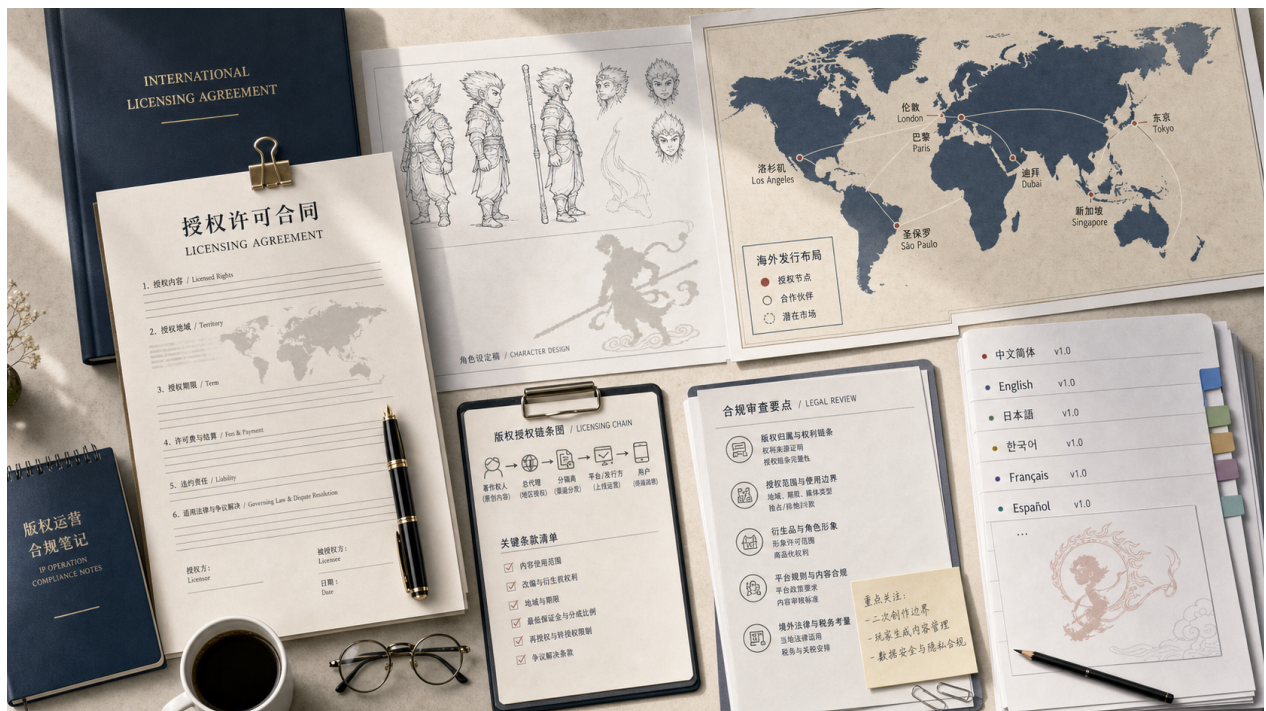 INTERNATIONAL
LICENSING AGREEMENT
授权许可合同
LICENSING AGREEMENT
1. 授权内容 / Licensed Rights
2. 授权地域 / Territory
3. 授权期限 / Term
4. 许可费与结算 / Fee & Payment
5. 违约责任 / Liability
6. 适用法律与争议解决 / Governing Law & Dispute Resolution
授权方:
Licensor
被授权方:
Licensee
日期:
Date
版权运营
合规笔记
IP OPERATION
COMPLIANCE NOTES
角色设定稿 / CHARACTER DESIGN
伦敦
London
巴黎
Paris
洛杉矶
Los Angeles
迪拜
Dubai
东京
Tokyo
新加坡
Singapore
圣保罗
São Paulo
海外发行布局
授权节点
合作伙伴
潜在市场
版权授权链条图 / LICENSING CHAIN
著作权人
(原创内容)
总代理
(地区授权)
分销商
(渠道分发)
平台/发行方
(上线运营)
用户
关键条款清单
内容使用范围
改编与衍生权权利
地域与期限
最低保证金与分成比例
再授权与转授权限制
争议解决条款
合规审查要点 / LEGAL REVIEW
版权归属与权利链条
权利来源证明
授权链条完整性
授权范围与使用边界
地域、期限、媒体类型
衍生品与角色形象
形象许可范围
商品化权利
平台规则与内容合规
平台政策要求
内容审核标准
境外法律与税务考量
当地法律适用
税务与关税安排
重点关注:
-二次创作边界
-玩家生成内容管理
-数据安全与隐私合规
中文简体 v1.0
English v1.0
日本語 v1.0
한국어 v1.0
Français v1.0
Español v1.0
...